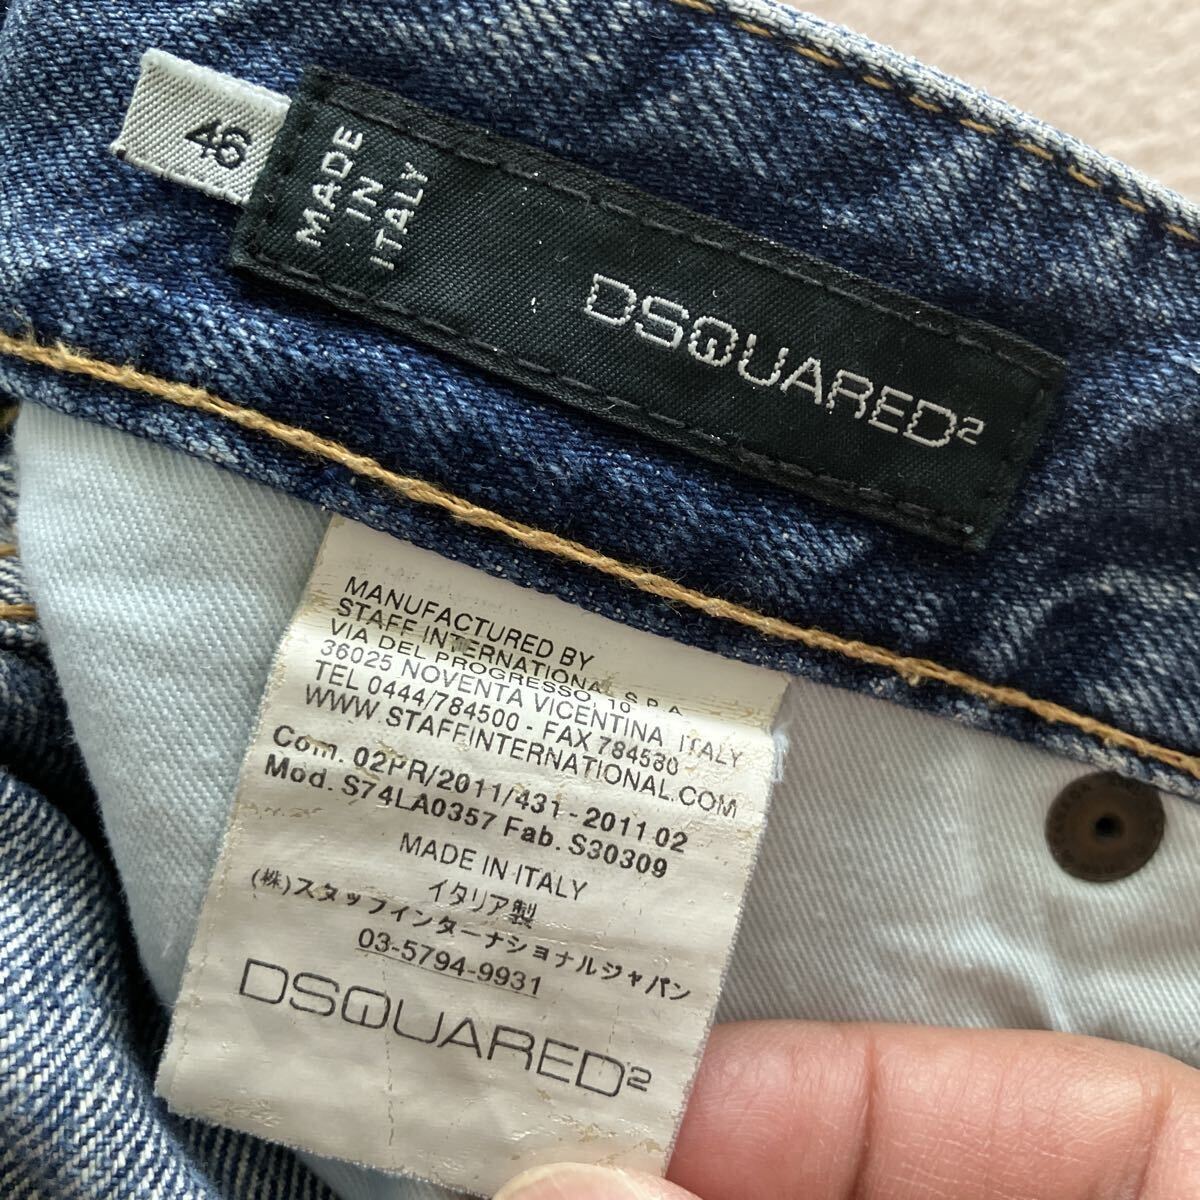 46
MADE
IN
ITALY
DSQUARED2
MANUFACTURED BY
STAFF INTERNATIONAL S.P.A.
VIA DEL PROGRESSO, 10
36025 NOVENTA VICENTINA ITALY
TEL 0444/784500 - FAX 784580
WWW.STAFFINTERNATIONAL.COM
Com. 02PR/2011/431 - 2011 02
Mod. S74LA0357 Fab. S30309
MADE IN ITALY
イタリア製
(株)スタッフインターナショナルジャパン
03-5794-9931
DSQUARED2